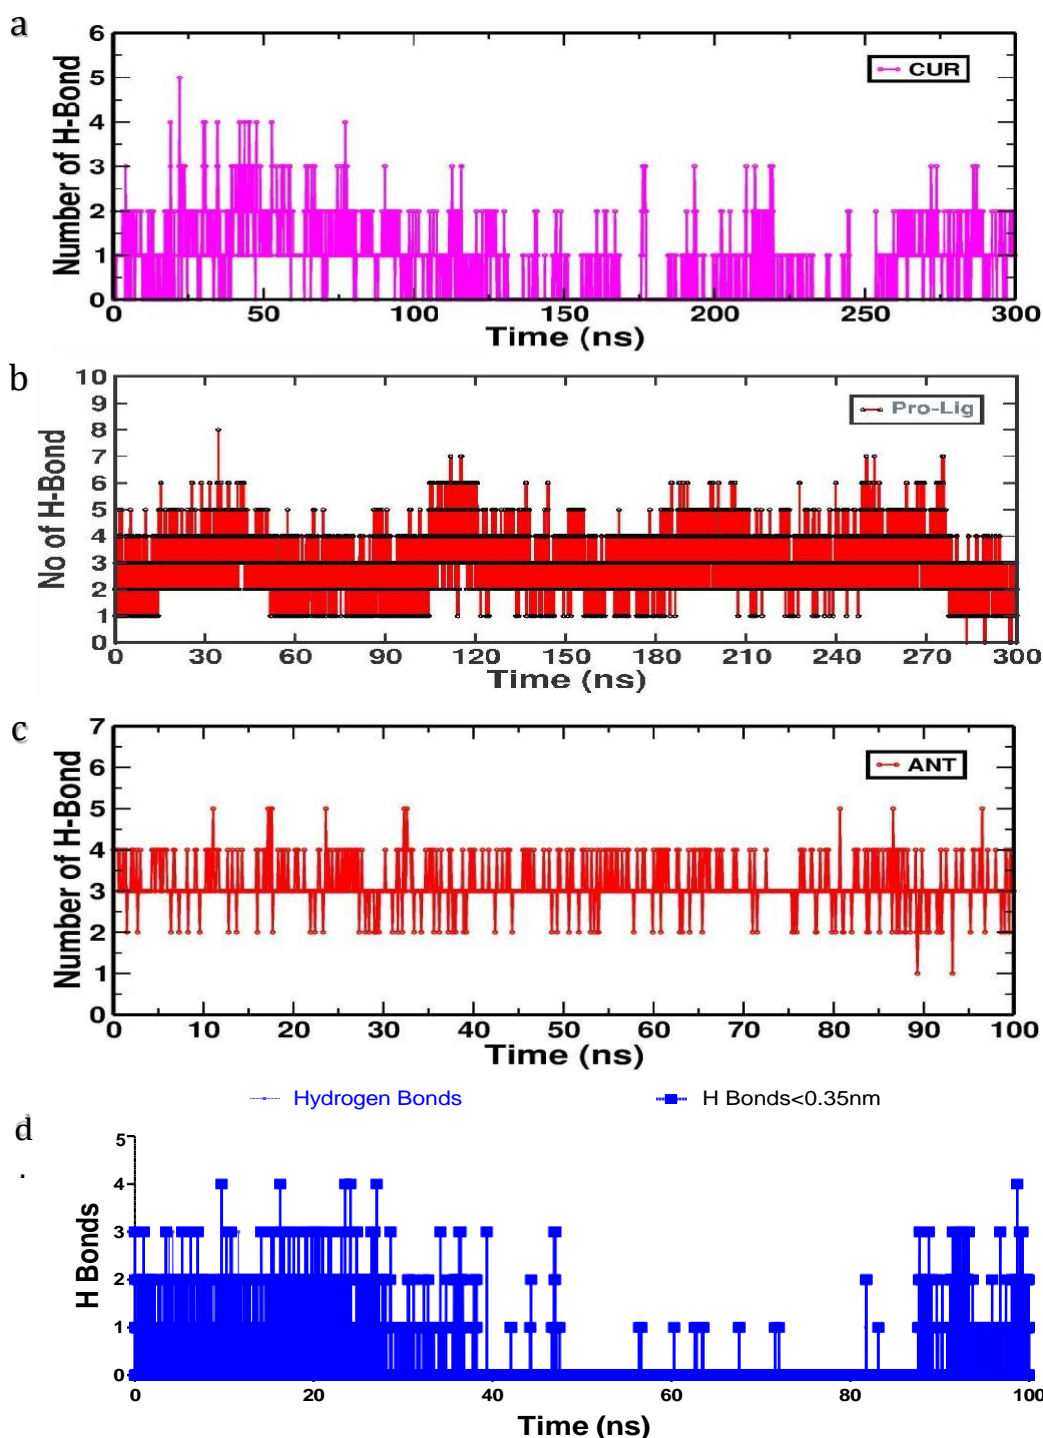 a
6
5
4
3
2
1
0
Number of H-Bond
CUR
0 50 100 150 200 250 300
Time (ns)
b
10
9
8
7
6
5
4
3
2
1
0
No of H-Bond
Pro-Lig
0 30 60 90 120 150 180 210 240 270 300
Time (ns)
c
7
6
5
4
3
2
1
0
Number of H-Bond
ANT
0 10 20 30 40 50 60 70 80 90 100
Time (ns)
Hydrogen Bonds H Bonds<0.35nm
d
.
5
4
3
2
1
0
H Bonds
0 20 40 60 80 100
Time (ns)